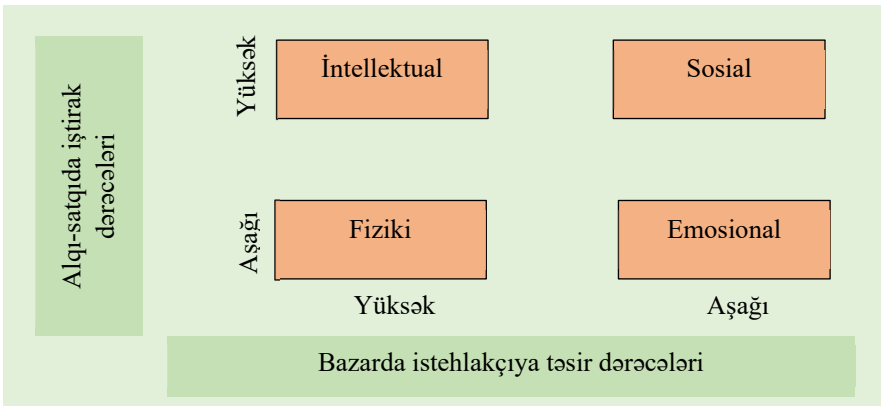 Alqı-satqıda iştirak
dərəcələri
Yüksək
İntellektual
Sosial
Aşağı
Fiziki
Emosional
Yüksək
Aşağı
Bazarda istehlakçıya təsir dərəcələri